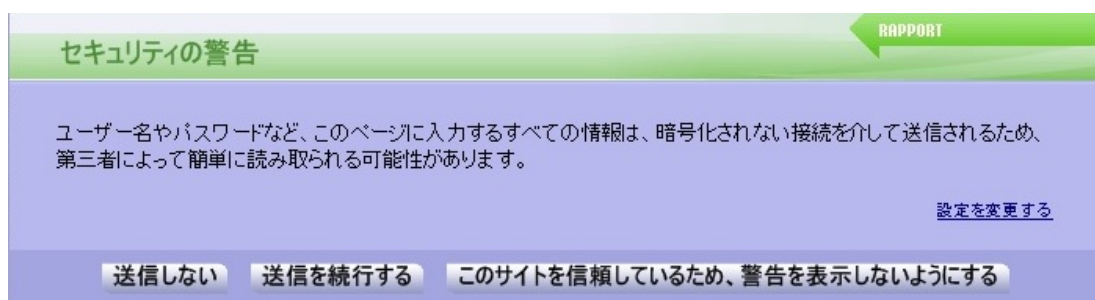 RAPPORT
セキュリティの警告
ユーザー名やパスワードなど、このページに入力するすべての情報は、暗号化されない接続を介して送信されるため、
第三者によって簡単に読み取られる可能性があります。
設定を変更する
送信しない 送信を続行する このサイトを信頼しているため、警告を表示しないようにする